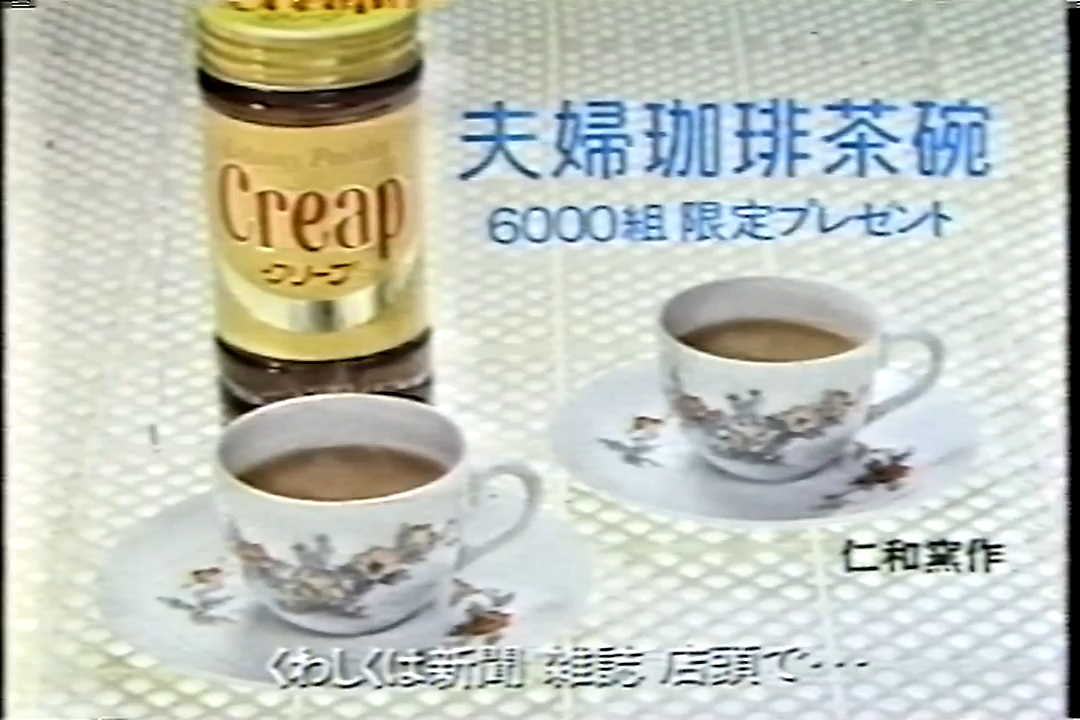 夫婦珈琲茶碗
6000組 限定プレゼント
Creap
クリープ
仁和窯作
くわしくは新聞 雑誌 店頭で・・・